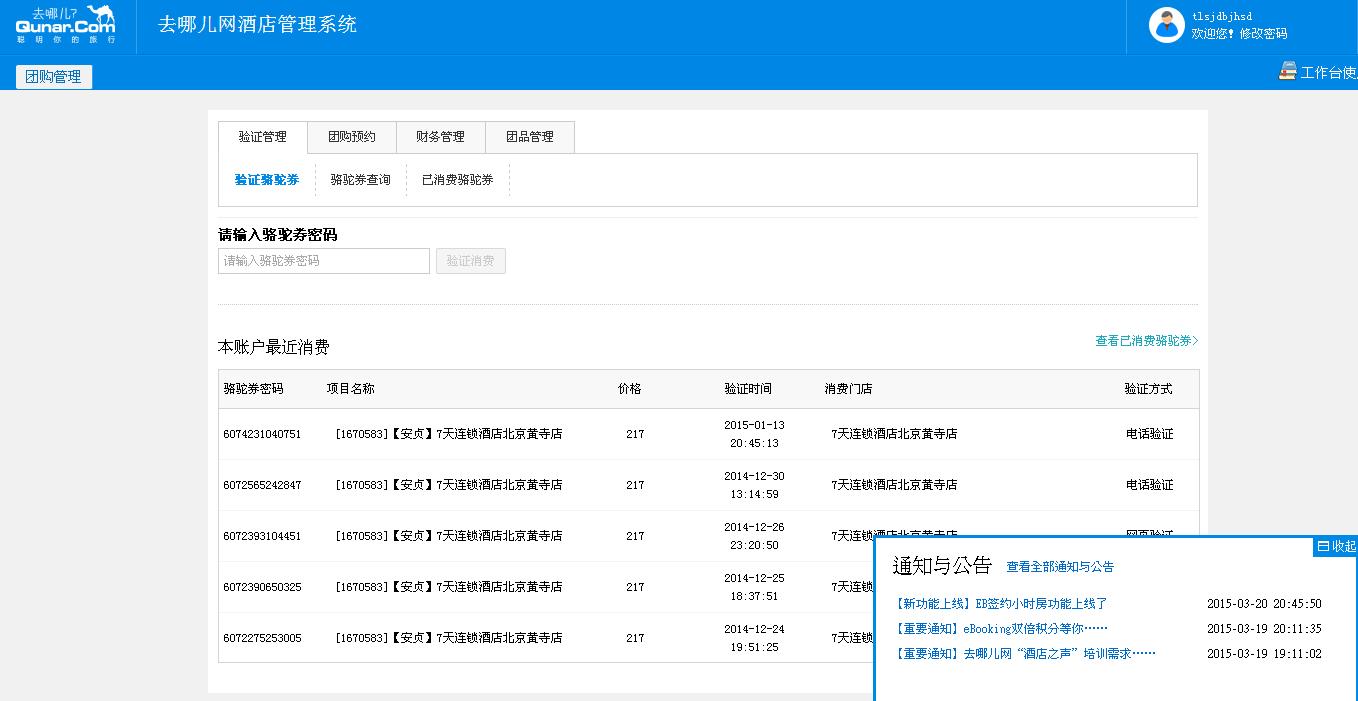 去哪儿?
Qunar.Com
聪明你的旅行
去哪儿网酒店管理系统
tlsjdbjhsd
欢迎您! 修改密码
团购管理
工作台使
验证管理 团购预约 财务管理 团品管理
验证骆驼券 骆驼券查询 已消费骆驼券
请输入骆驼券密码
请输入骆驼券密码 验证消费
本账户最近消费 查看已消费骆驼券>
骆驼券密码 项目名称 价格 验证时间 消费门店 验证方式
6074231040751 [1670583]【安贞】7天连锁酒店北京黄寺店 217 2015-01-13 20:45:13 7天连锁酒店北京黄寺店 电话验证
6072565242847 [1670583]【安贞】7天连锁酒店北京黄寺店 217 2014-12-30 13:14:59 7天连锁酒店北京黄寺店 电话验证
6072393104451 [1670583]【安贞】7天连锁酒店北京黄寺店 217 2014-12-26 23:20:50 7天连锁酒店北京黄寺店 网页验证
6072390650325 [1670583]【安贞】7天连锁酒店北京黄寺店 217 2014-12-25 18:37:51 7天连锁
6072275253005 [1670583]【安贞】7天连锁酒店北京黄寺店 217 2014-12-24 19:51:25 7天连锁
收起
通知与公告 查看全部通知与公告
【新功能上线】EB签约小时房功能上线了 2015-03-20 20:45:50
【重要通知】eBooking双倍积分等你…… 2015-03-19 20:11:35
【重要通知】去哪儿网“酒店之声”培训需求…… 2015-03-19 19:11:02